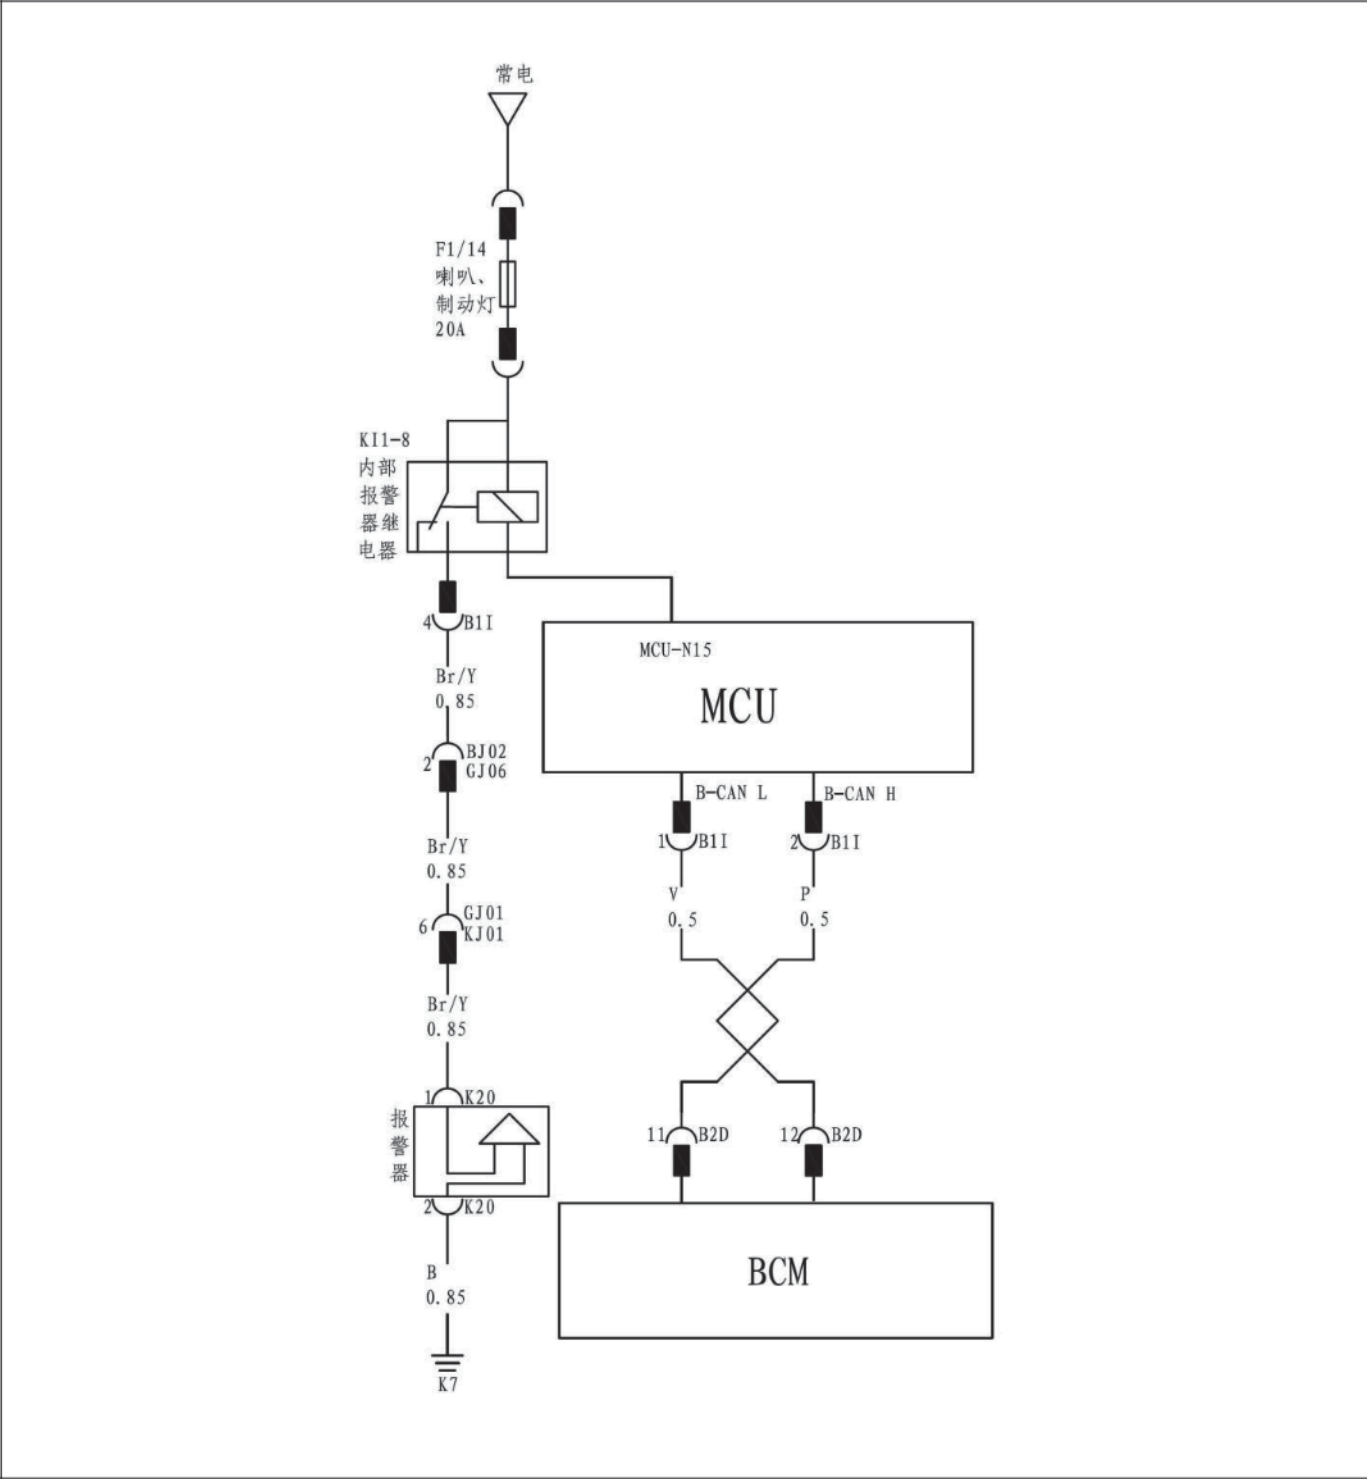 常电
F1/14
喇叭、
制动灯
20A
KI1-8
内部
报警
器继
电器
4 B1I
Br/Y
0.85
MCU-N15
MCU
2 BJ02
GJ06
B-CAN L
B-CAN H
1 B1I
2 B1I
Br/Y
0.85
V
0.5
P
0.5
6 GJ01
KJ01
Br/Y
0.85
1 K20
报
警
器
2 K20
11 B2D
12 B2D
B
0.85
BCM
K7